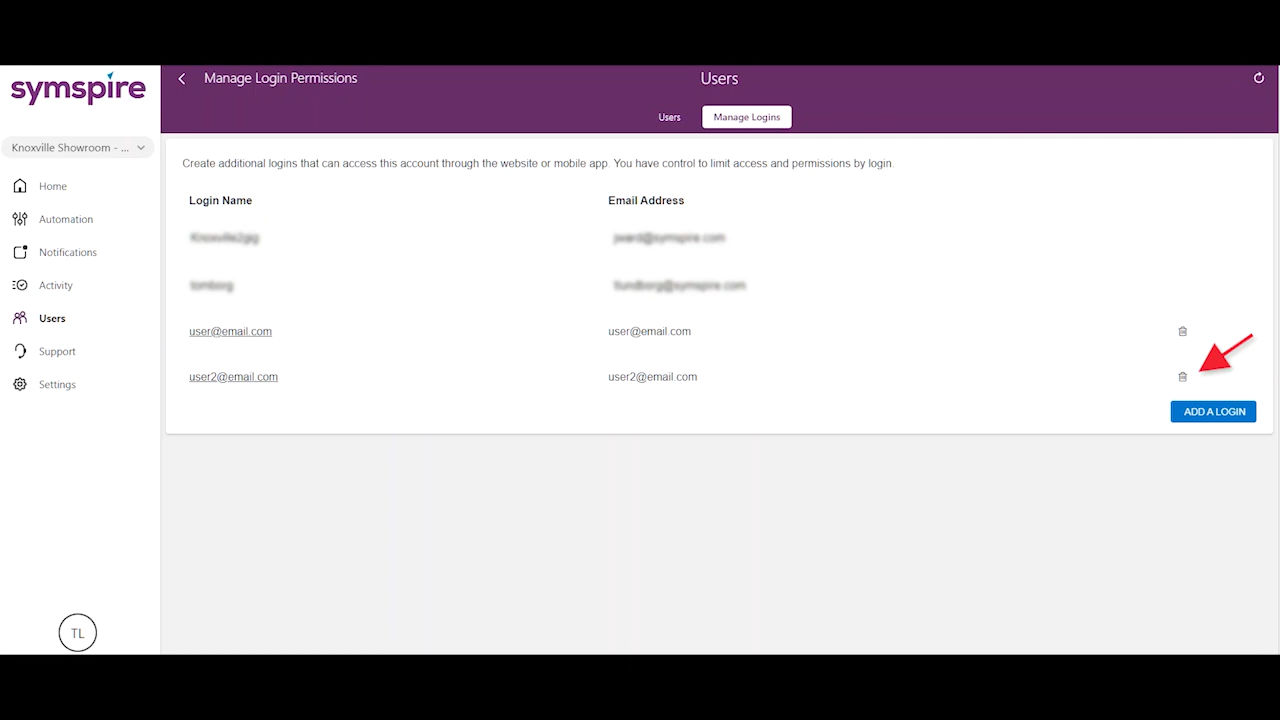 symspire
Manage Login Permissions
Users
Users
Manage Logins
Knoxville Showroom - ...
Home
Automation
Notifications
Activity
Users
Support
Settings
TL
Create additional logins that can access this account through the website or mobile app. You have control to limit access and permissions by login.
Login Name Email Address
user@email.com user@email.com
user2@email.com user2@email.com
ADD A LOGIN